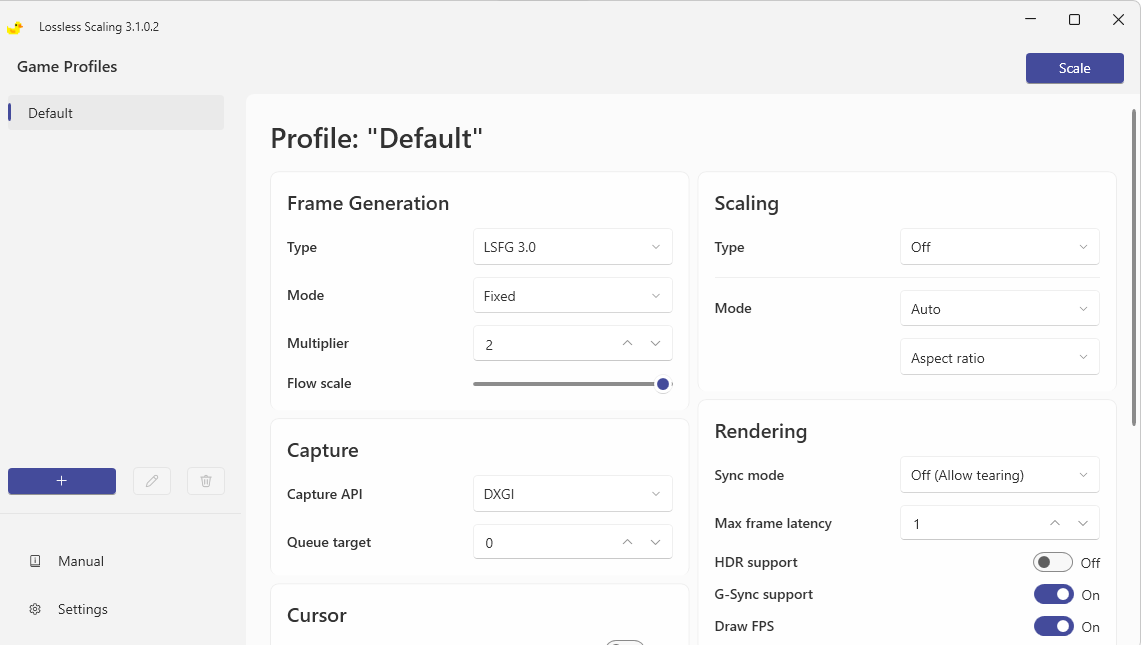 Lossless Scaling 3.1.0.2
Game Profiles
Scale
Default
Profile: "Default"
Frame Generation
Type
LSFG 3.0
Mode
Fixed
Multiplier
2
Flow scale
Capture
Capture API
DXGI
Queue target
0
Cursor
Scaling
Type
Off
Mode
Auto
Aspect ratio
Rendering
Sync mode
Off (Allow tearing)
Max frame latency
1
HDR support
Off
G-Sync support
On
Draw FPS
On
+
Manual
Settings